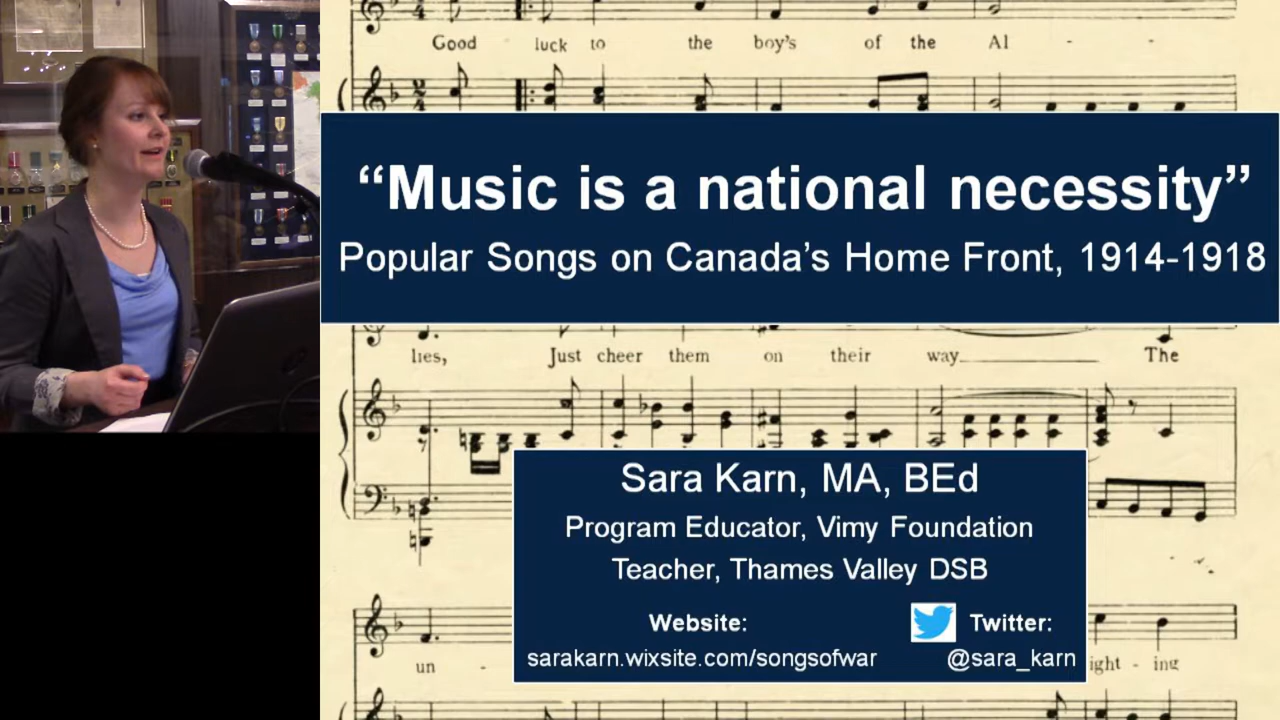 Good luck to the boy's of the Al - -
“Music is a national necessity”
Popular Songs on Canada’s Home Front, 1914-1918
lies, Just cheer them on their way The
Sara Karn, MA, BEd
Program Educator, Vimy Foundation
Teacher, Thames Valley DSB
Website: Twitter:
sarakarn.wixsite.com/songsofwar @sara_karn
un - ight - ing